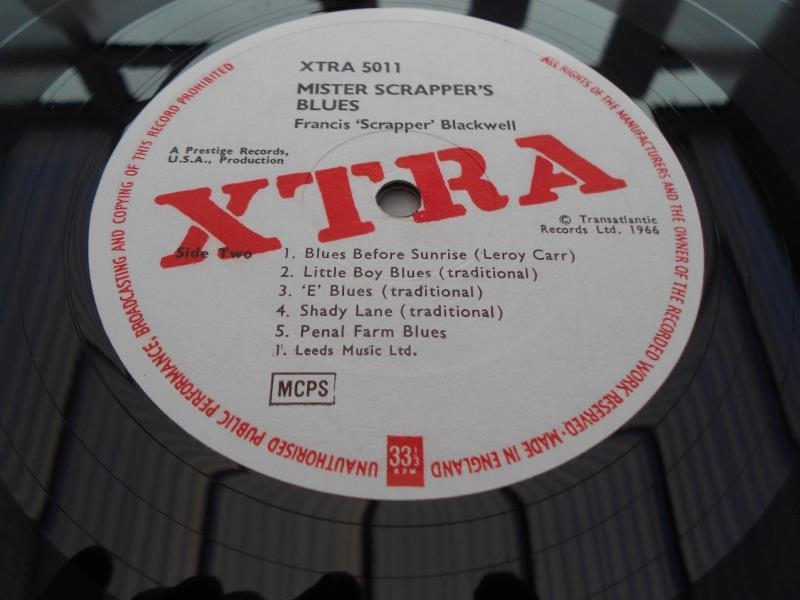 XTRA 5011
MISTER SCRAPPER'S
BLUES
Francis 'Scrapper' Blackwell
A Prestige Records,
U.S.A., Production
XTRA
© Transatlantic
Records Ltd. 1966
Side Two
1. Blues Before Sunrise (Leroy Carr)
2. Little Boy Blues (traditional)
3. 'E' Blues (traditional)
4. Shady Lane (traditional)
5. Penal Farm Blues
1. Leeds Music Ltd.
MCPS
33 1/3
RPM
ALL RIGHTS OF THE MANUFACTURERS AND THE OWNER OF THE RECORDED WORK RESERVED·MADE IN ENGLAND
UNAUTHORISED PUBLIC PERFORMANCE, BROADCASTING AND COPYING OF THIS RECORD PROHIBITED